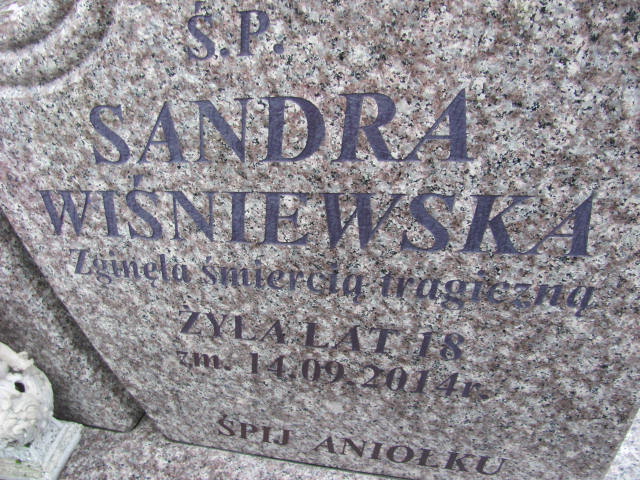 Ś.P.
SANDRA
WIŚNIEWSKA
Zginęła śmiercią tragiczną
ŻYŁA LAT 18
zm. 14.09.2014r.
ŚPIJ ANIOŁKU